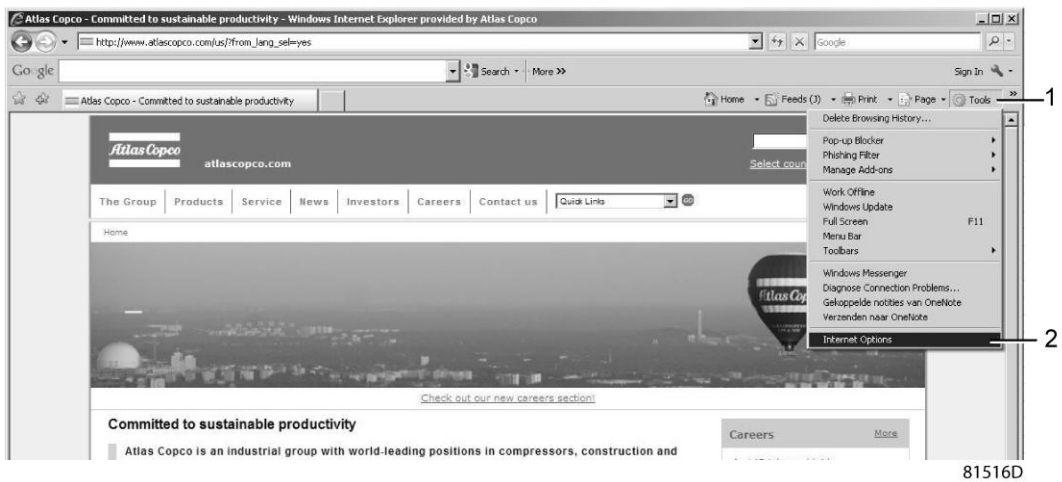 Atlas Copco - Committed to sustainable productivity - Windows Internet Explorer provided by Atlas Copco
http://www.atlascopco.com/us/?from_lang_sel=yes
Google
Google
Search
More >>
Sign In
Atlas Copco - Committed to sustainable productivity
Home
Feeds (J)
Print
Page
Tools
1
Delete Browsing History...
Pop-up Blocker
Phishing Filter
Manage Add-ons
Work Offline
Windows Update
Full Screen F11
Menu Bar
Toolbars
Windows Messenger
Diagnose Connection Problems...
Gekoppelde notities van OneNote
Verzenden naar OneNote
Internet Options
2
Atlas Copco
atlascopco.com
Select coun
The Group Products Service News Investors Careers Contact us Quick Links GO
Home
Atlas Cop
Check out our new careers section!
Committed to sustainable productivity
Atlas Copco is an industrial group with world-leading positions in compressors, construction and
Careers More
81516D